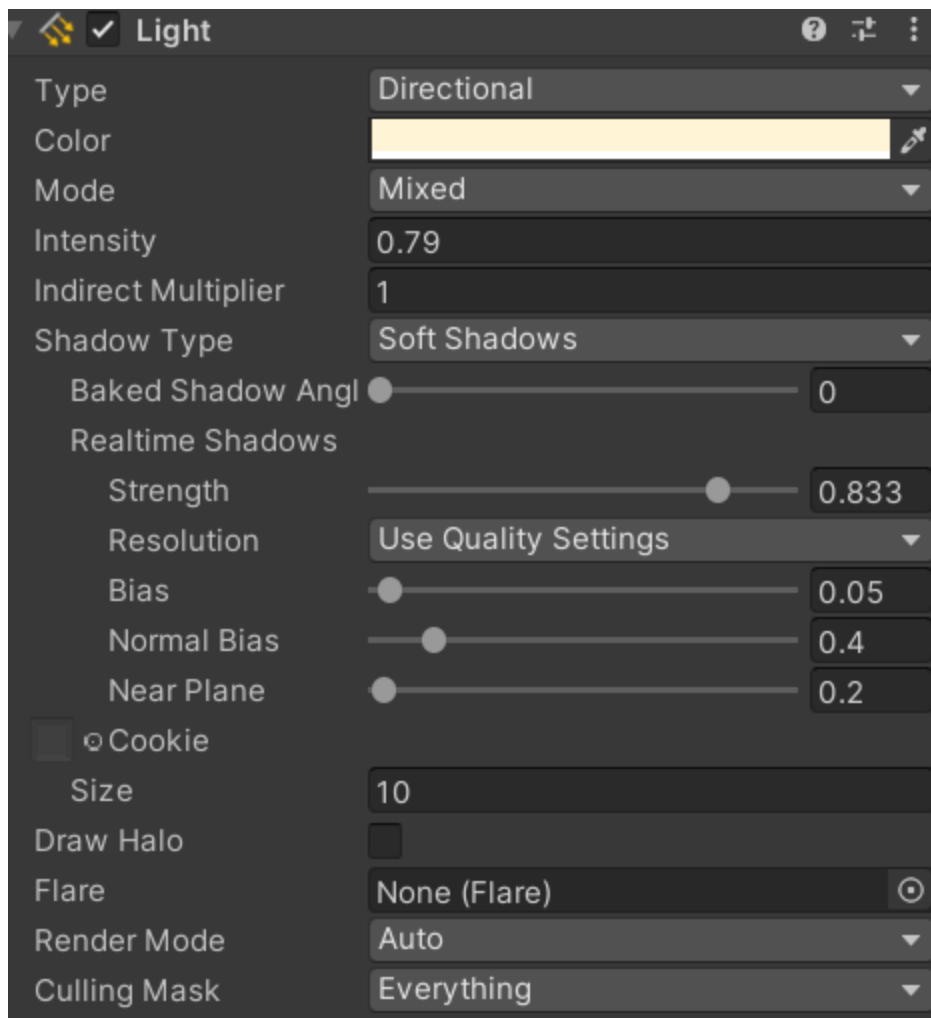 Light
Type Directional
Color
Mode Mixed
Intensity 0.79
Indirect Multiplier 1
Shadow Type Soft Shadows
Baked Shadow Angl 0
Realtime Shadows
Strength 0.833
Resolution Use Quality Settings
Bias 0.05
Normal Bias 0.4
Near Plane 0.2
Cookie
Size 10
Draw Halo
Flare None (Flare)
Render Mode Auto
Culling Mask Everything